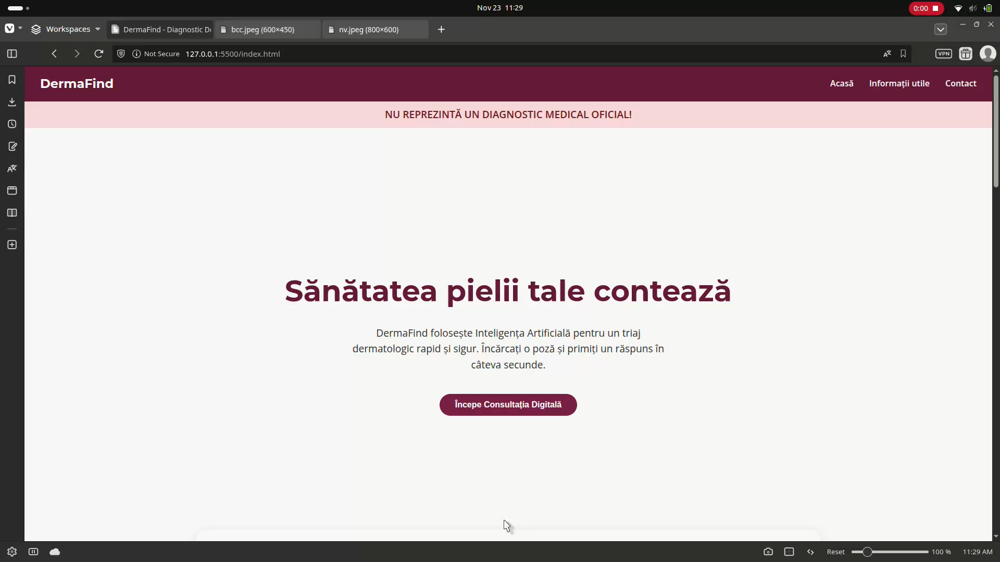 Nov 23 11:29
0:00
Workspaces
DermaFind - Diagnostic De
bcc.jpeg (600×450)
nv.jpeg (800×600)
Not Secure
127.0.0.1:5500/index.html
VPN
DermaFind
Acasă
Informații utile
Contact
NU REPREZINTĂ UN DIAGNOSTIC MEDICAL OFICIAL!
Sănătatea pielii tale contează
DermaFind folosește Inteligența Artificială pentru un triaj
dermatologic rapid și sigur. Încărcați o poză și primiți un răspuns în
câteva secunde.
Începe Consultația Digitală
Reset
100 %
11:29 AM